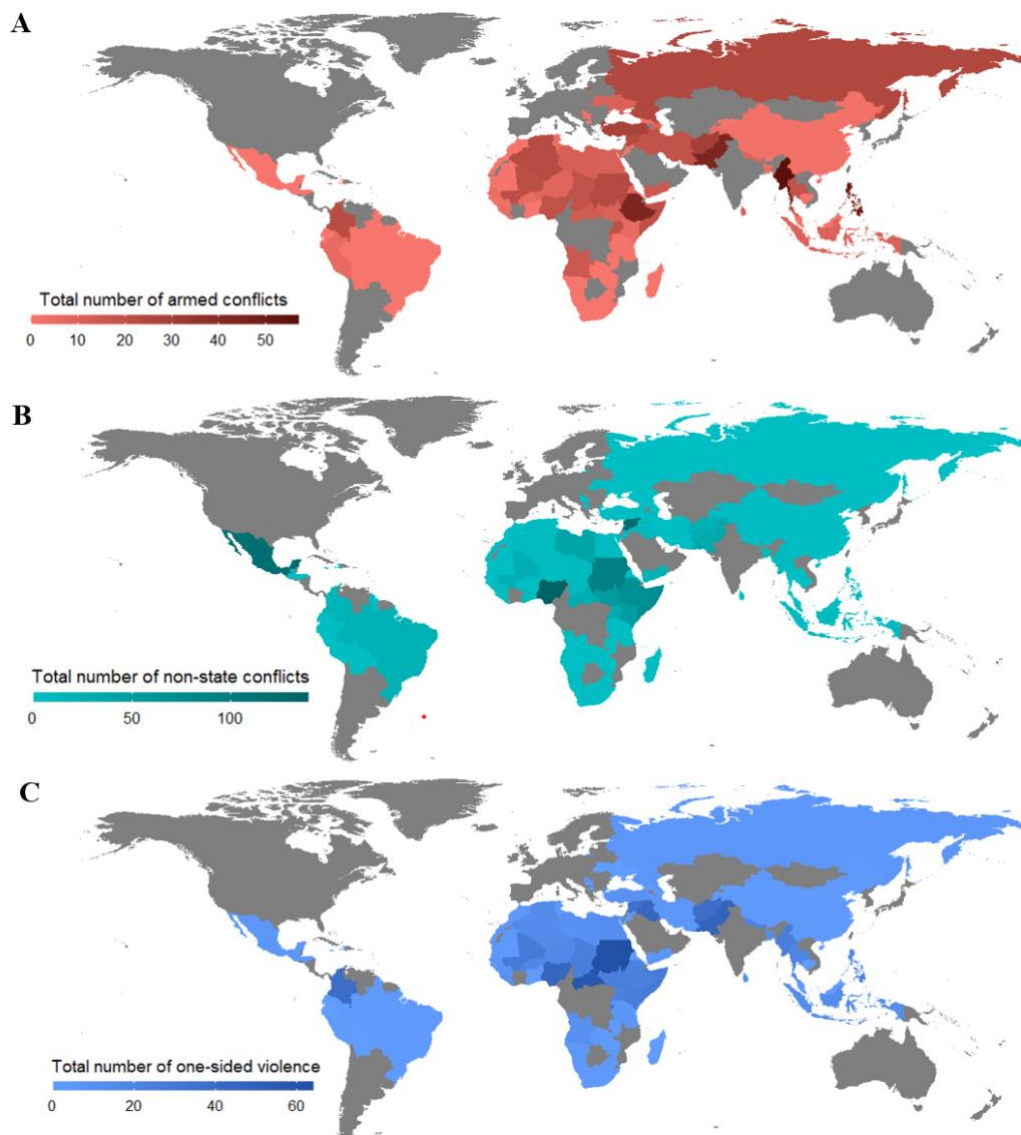 A
Total number of armed conflicts
0 10 20 30 40 50
B
Total number of non-state conflicts
0 50 100
C
Total number of one-sided violence
0 20 40 60